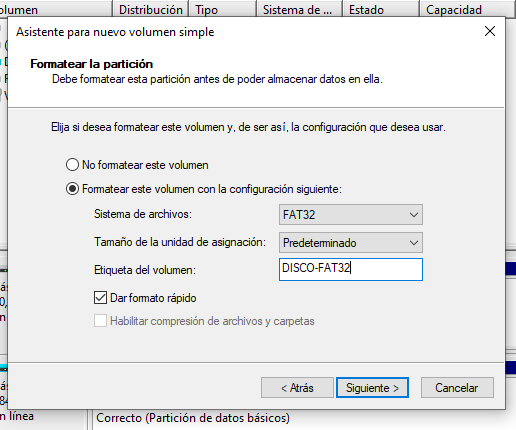 olumen Distribución Tipo Sistema de ... Estado Capacidad
Asistente para nuevo volumen simple
Formatear la partición
Debe formatear esta partición antes de poder almacenar datos en ella.
Elija si desea formatear este volumen y, de ser así, la configuración que desea usar.
No formatear este volumen
Formatear este volumen con la configuración siguiente:
Sistema de archivos: FAT32
Tamaño de la unidad de asignación: Predeterminado
Etiqueta del volumen: DISCO-FAT32
Dar formato rápido
Habilitar compresión de archivos y carpetas
< Atrás Siguiente > Cancelar
n línea Correcto (Partición de datos básicos)